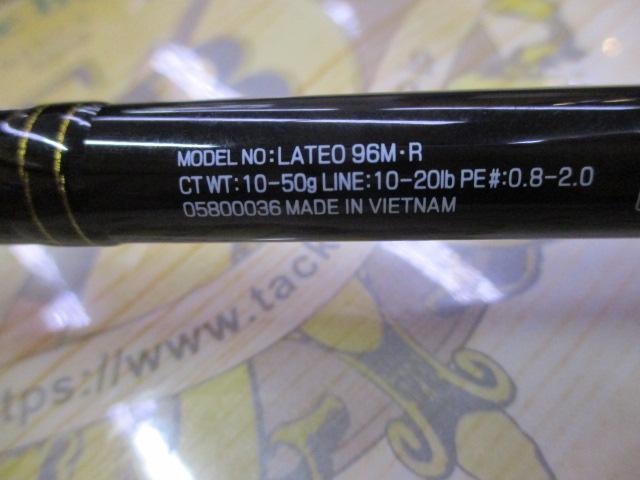 MODEL NO:LATEO 96M·R
CT WT:10-50g LINE:10-20lb PE#:0.8-2.0
05800036 MADE IN VIETNAM
tps://www.tack